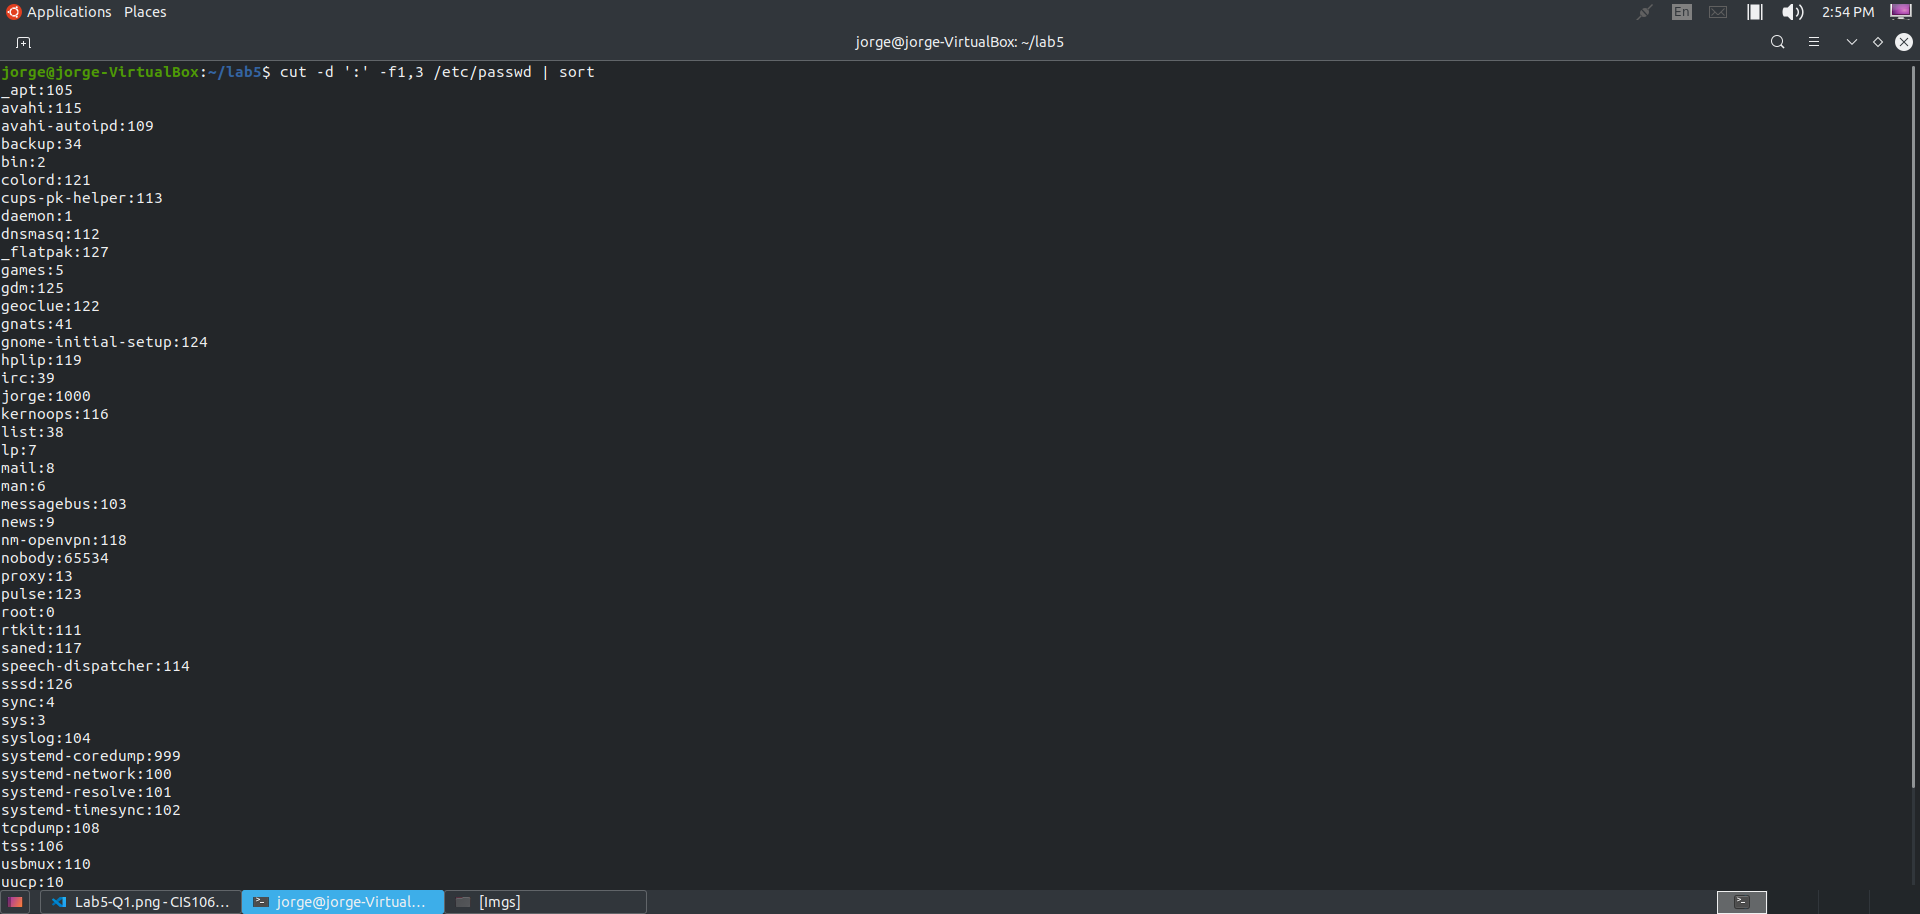 Applications Places
En
2:54 PM
jorge@jorge-VirtualBox: ~/lab5
jorge@jorge-VirtualBox:~/lab5$ cut -d ':' -f1,3 /etc/passwd | sort
_apt:105
avahi:115
avahi-autoipd:109
backup:34
bin:2
colord:121
cups-pk-helper:113
daemon:1
dnsmasq:112
_flatpak:127
games:5
gdm:125
geoclue:122
gnats:41
gnome-initial-setup:124
hplip:119
irc:39
jorge:1000
kernoops:116
list:38
lp:7
mail:8
man:6
messagebus:103
news:9
nm-openvpn:118
nobody:65534
proxy:13
pulse:123
root:0
rtkit:111
saned:117
speech-dispatcher:114
sssd:126
sync:4
sys:3
syslog:104
systemd-coredump:999
systemd-network:100
systemd-resolve:101
systemd-timesync:102
tcpdump:108
tss:106
usbmux:110
uucp:10
Lab5-Q1.png - CIS106...
jorge@jorge-Virtual...
[Imgs]